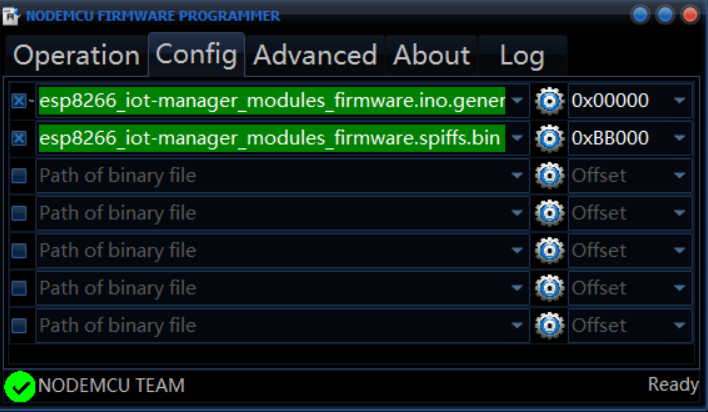 NODEMCU FIRMWARE PROGRAMMER
Operation Config Advanced About Log
esp8266_iot-manager_modules_firmware.ino.gener 0x00000
esp8266_iot-manager_modules_firmware.spiffs.bin 0xBB000
Path of binary file Offset
Path of binary file Offset
Path of binary file Offset
Path of binary file Offset
Path of binary file Offset
NODEMCU TEAM Ready